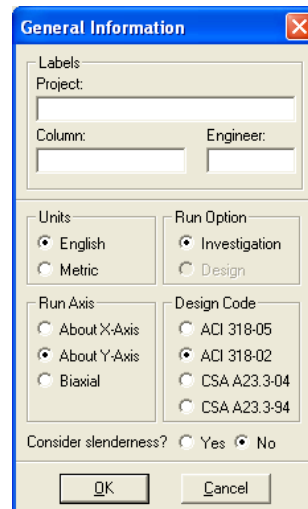 General Information
Labels
Project:
Column: Engineer:
Units Run Option
English Investigation
Metric Design
Run Axis Design Code
About X-Axis ACI 318-05
About Y-Axis ACI 318-02
Biaxial CSA A23.3-04
CSA A23.3-94
Consider slenderness? Yes No
OK Cancel